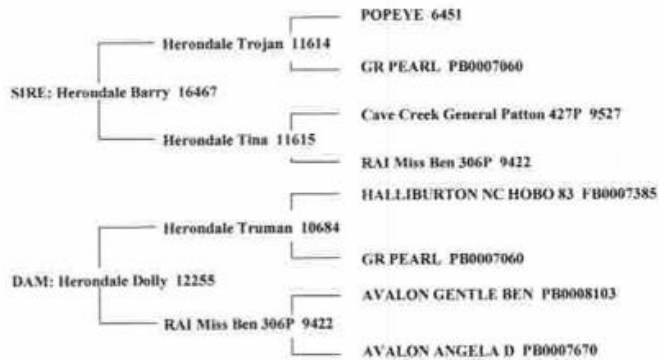 POPEYE 6451
Herondale Trojan 11614
GR PEARL PB0007060
SIRE: Herondale Barry 16467
Cave Creek General Patton 427P 9527
Herondale Tina 11615
RAI Miss Ben 306P 9422
HALLIBURTON NC HOBO 83 FB0007385
Herondale Truman 10684
GR PEARL PB0007060
DAM: Herondale Dolly 12255
AVALON GENTLE BEN PB0008103
RAI Miss Ben 306P 9422
AVALON ANGELA D PB0007670